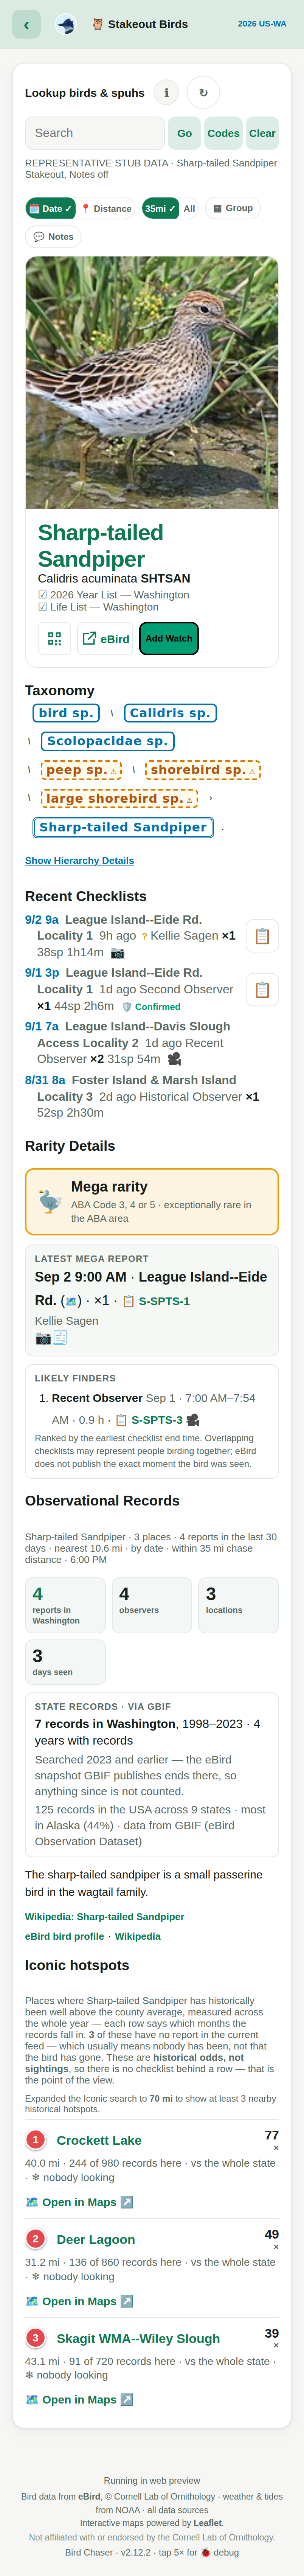 ‹ 🦉 Stakeout Birds 2026 US-WA
Lookup birds & spuhs ℹ ↻
Search Go Codes Clear
REPRESENTATIVE STUB DATA · Sharp-tailed Sandpiper
Stakeout, Notes off
🗓️ Date ✓ 📍 Distance 35mi ✓ All ▦ Group
💬 Notes
Sharp-tailed
Sandpiper
Calidris acuminata SHTSAN
☑ 2026 Year List — Washington
☑ Life List — Washington
eBird Add Watch
Taxonomy
bird sp. \ Calidris sp.
\ Scolopacidae sp.
\ peep sp.⚠ \ shorebird sp.⚠
\ large shorebird sp.⚠ ›
Sharp-tailed Sandpiper .
Show Hierarchy Details
Recent Checklists
9/2 9a League Island--Eide Rd.
Locality 1 9h ago ? Kellie Sagen ×1
38sp 1h14m 📷
📋
9/1 3p League Island--Eide Rd.
Locality 1 1d ago Second Observer
×1 44sp 2h6m 🛡️ Confirmed
📋
9/1 7a League Island--Davis Slough
Access Locality 2 1d ago Recent
Observer ×2 31sp 54m 🎥
8/31 8a Foster Island & Marsh Island
Locality 3 2d ago Historical Observer ×1
52sp 2h30m
Rarity Details
🦤 Mega rarity
ABA Code 3, 4 or 5 · exceptionally rare in
the ABA area
LATEST MEGA REPORT
Sep 2 9:00 AM · League Island--Eide
Rd. (🗺️) · ×1 · 📋 S-SPTS-1
Kellie Sagen
📷🧾
LIKELY FINDERS
1. Recent Observer Sep 1 · 7:00 AM–7:54
AM · 0.9 h · 📋 S-SPTS-3 🎥
Ranked by the earliest checklist end time. Overlapping
checklists may represent people birding together; eBird
does not publish the exact moment the bird was seen.
Observational Records
Sharp-tailed Sandpiper · 3 places · 4 reports in the last 30
days · nearest 10.6 mi · by date · within 35 mi chase
distance · 6:00 PM
4
reports in
Washington
4
observers
3
locations
3
days seen
STATE RECORDS · VIA GBIF
7 records in Washington, 1998–2023 · 4
years with records
Searched 2023 and earlier — the eBird
snapshot GBIF publishes ends there, so
anything since is not counted.
125 records in the USA across 9 states · most
in Alaska (44%) · data from GBIF (eBird
Observation Dataset)
The sharp-tailed sandpiper is a small passerine
bird in the wagtail family.
Wikipedia: Sharp-tailed Sandpiper
eBird bird profile · Wikipedia
Iconic hotspots
Places where Sharp-tailed Sandpiper has historically
been well above the county average, measured across
the whole year — each row says which months the
records fall in. 3 of these have no report in the current
feed — which usually means nobody has been, not that
the bird has gone. These are historical odds, not
sightings, so there is no checklist behind a row — that is
the point of the view.
Expanded the Iconic search to 70 mi to show at least 3 nearby
historical hotspots.
1 Crockett Lake 77
×
40.0 mi · 244 of 980 records here · vs the whole state
· ❄ nobody looking
🗺️ Open in Maps ↗️
2 Deer Lagoon 49
×
31.2 mi · 136 of 860 records here · vs the whole state
· ❄ nobody looking
🗺️ Open in Maps ↗️
3 Skagit WMA--Wiley Slough 39
×
43.1 mi · 91 of 720 records here · vs the whole state ·
❄ nobody looking
🗺️ Open in Maps ↗️
Running in web preview
Bird data from eBird, © Cornell Lab of Ornithology · weather & tides
from NOAA · all data sources
Interactive maps powered by Leaflet.
Not affiliated with or endorsed by the Cornell Lab of Ornithology.
Bird Chaser · v2.12.2 · tap 5× for 🐞 debug